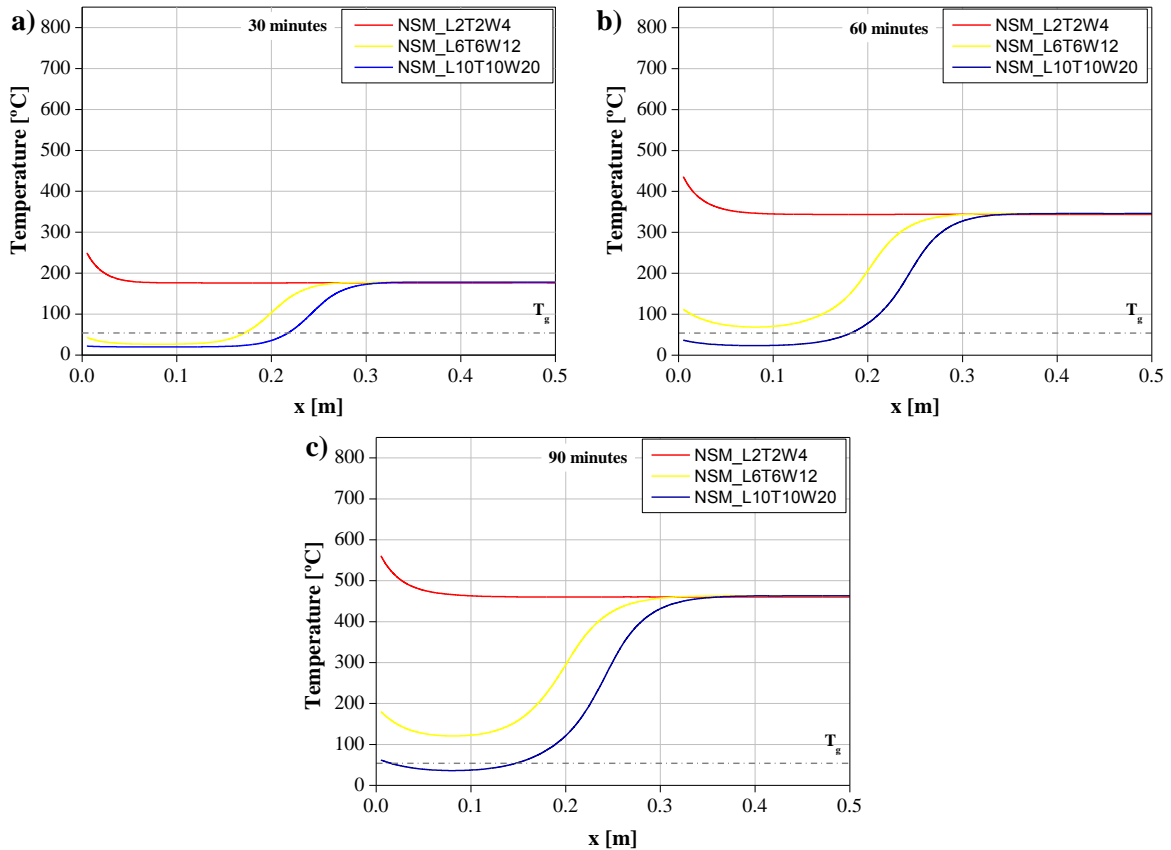 a)
30 minutes
NSM_L2T2W4
NSM_L6T6W12
NSM_L10T10W20
Temperature [ºC]
800
700
600
500
400
300
200
100
0
Tg
0.0 0.1 0.2 0.3 0.4 0.5
x [m]
b)
60 minutes
NSM_L2T2W4
NSM_L6T6W12
NSM_L10T10W20
Temperature [ºC]
800
700
600
500
400
300
200
100
0
Tg
0.0 0.1 0.2 0.3 0.4 0.5
x [m]
c)
90 minutes
NSM_L2T2W4
NSM_L6T6W12
NSM_L10T10W20
Temperature [ºC]
800
700
600
500
400
300
200
100
0
Tg
0.0 0.1 0.2 0.3 0.4 0.5
x [m]